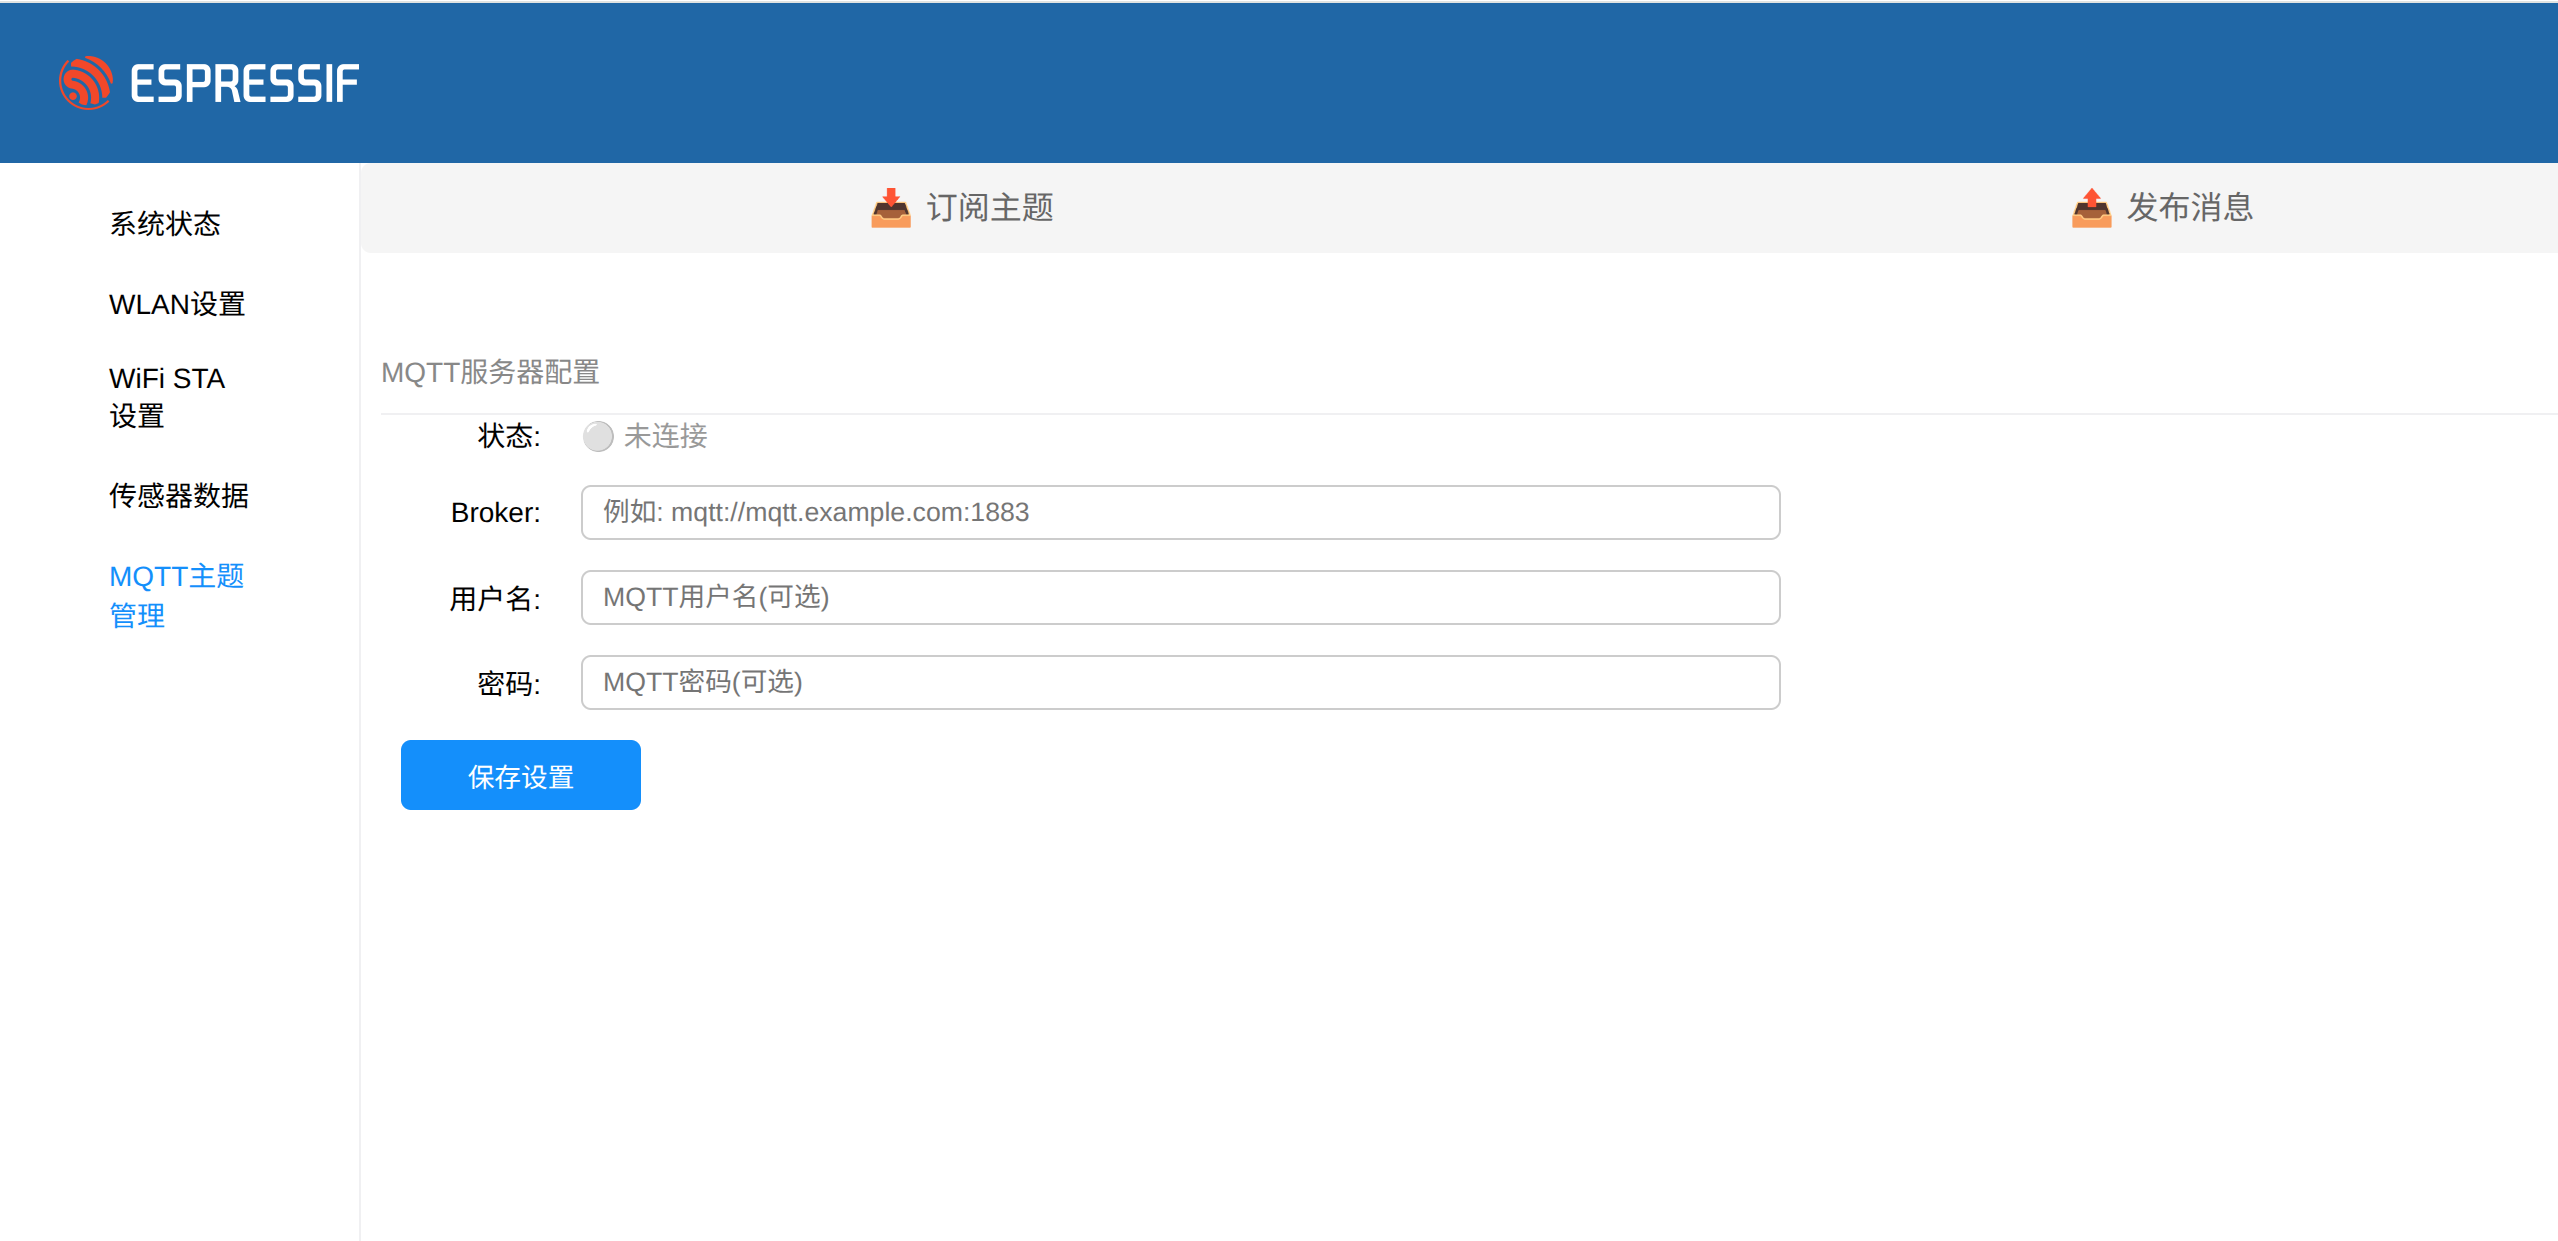 ESPRESSIF
系统状态
WLAN设置
WiFi STA
设置
传感器数据
MQTT主题
管理
📥 订阅主题
📤 发布消息
MQTT服务器配置
状态: ⚪ 未连接
Broker: 例如: mqtt://mqtt.example.com:1883
用户名: MQTT用户名(可选)
密码: MQTT密码(可选)
保存设置